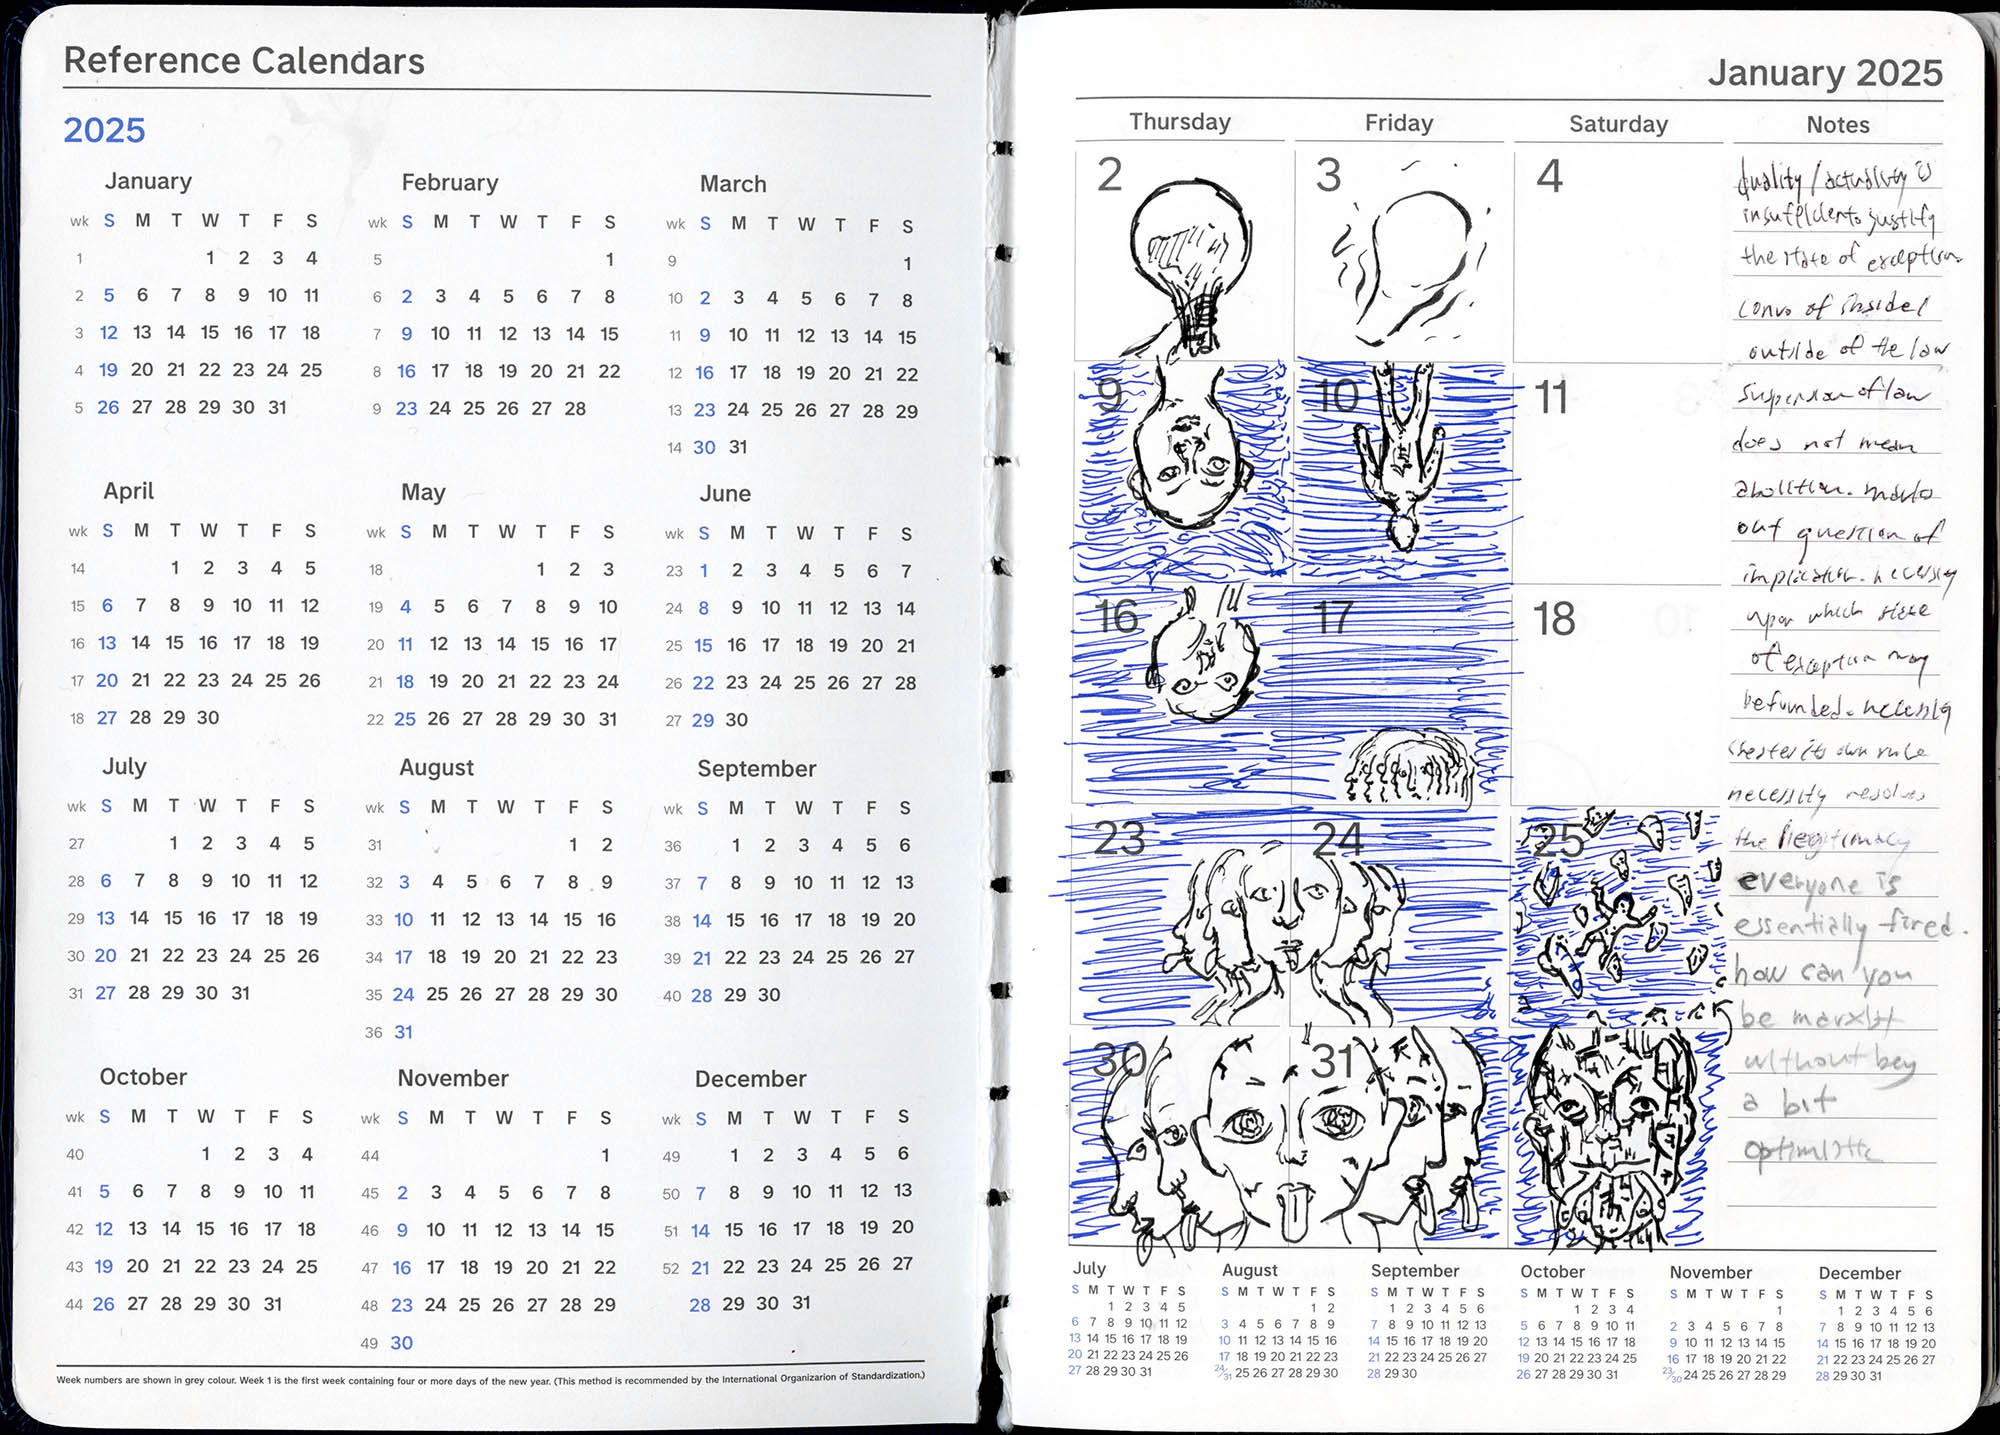 Reference Calendars
2025
January
wk S M T W T F S
1 1 2 3 4
2 5 6 7 8 9 10 11
3 12 13 14 15 16 17 18
4 19 20 21 22 23 24 25
5 26 27 28 29 30 31
February
wk S M T W T F S
5 1
6 2 3 4 5 6 7 8
7 9 10 11 12 13 14 15
8 16 17 18 19 20 21 22
9 23 24 25 26 27 28
March
wk S M T W T F S
9 1
10 2 3 4 5 6 7 8
11 9 10 11 12 13 14 15
12 16 17 18 19 20 21 22
13 23 24 25 26 27 28 29
14 30 31
April
wk S M T W T F S
14 1 2 3 4 5
15 6 7 8 9 10 11 12
16 13 14 15 16 17 18 19
17 20 21 22 23 24 25 26
18 27 28 29 30
May
wk S M T W T F S
18 1 2 3
19 4 5 6 7 8 9 10
20 11 12 13 14 15 16 17
21 18 19 20 21 22 23 24
22 25 26 27 28 29 30 31
June
wk S M T W T F S
23 1 2 3 4 5 6 7
24 8 9 10 11 12 13 14
25 15 16 17 18 19 20 21
26 22 23 24 25 26 27 28
27 29 30
July
wk S M T W T F S
27 1 2 3 4 5
28 6 7 8 9 10 11 12
29 13 14 15 16 17 18 19
30 20 21 22 23 24 25 26
31 27 28 29 30 31
August
wk S M T W T F S
31 1 2
32 3 4 5 6 7 8 9
33 10 11 12 13 14 15 16
34 17 18 19 20 21 22 23
35 24 25 26 27 28 29 30
36 31
September
wk S M T W T F S
36 1 2 3 4 5 6
37 7 8 9 10 11 12 13
38 14 15 16 17 18 19 20
39 21 22 23 24 25 26 27
40 28 29 30
October
wk S M T W T F S
40 1 2 3 4
41 5 6 7 8 9 10 11
42 12 13 14 15 16 17 18
43 19 20 21 22 23 24 25
44 26 27 28 29 30 31
November
wk S M T W T F S
44 1
45 2 3 4 5 6 7 8
46 9 10 11 12 13 14 15
47 16 17 18 19 20 21 22
48 23 24 25 26 27 28 29
49 30
December
wk S M T W T F S
49 1 2 3 4 5 6
50 7 8 9 10 11 12 13
51 14 15 16 17 18 19 20
52 21 22 23 24 25 26 27
28 29 30 31
Week numbers are shown in grey colour. Week 1 is the first week containing four or more days of the new year. (This method is recommended by the International Organizarion of Standardization.)
January 2025
Thursday Friday Saturday Notes
2 3 4
9 10 11
16 17 18
23 24 25
30 31
quality / actuality is
insufficient to justify
the state of exception
convo of inside/
outside of the law
suspension of law
does not mean
abolition.
out question of
implication. necessity
upon which state
of exception may
be founded. necessity
creates its own rule
necessity resolves
the legitimacy
everyone is
essentially fired.
how can you
be marxist
without bey
a bit
optimistic
July
S M T W T F S
1 2 3 4 5
6 7 8 9 10 11 12
13 14 15 16 17 18 19
20 21 22 23 24 25 26
27 28 29 30 31
August
S M T W T F S
1 2
3 4 5 6 7 8 9
10 11 12 13 14 15 16
17 18 19 20 21 22 23
24/31 25 26 27 28 29 30
September
S M T W T F S
1 2 3 4 5 6
7 8 9 10 11 12 13
14 15 16 17 18 19 20
21 22 23 24 25 26 27
28 29 30
October
S M T W T F S
1 2 3 4
5 6 7 8 9 10 11
12 13 14 15 16 17 18
19 20 21 22 23 24 25
26 27 28 29 30 31
November
S M T W T F S
1
2 3 4 5 6 7 8
9 10 11 12 13 14 15
16 17 18 19 20 21 22
23/30 24 25 26 27 28 29
December
S M T W T F S
1 2 3 4 5 6
7 8 9 10 11 12 13
14 15 16 17 18 19 20
21 22 23 24 25 26 27
28 29 30 31